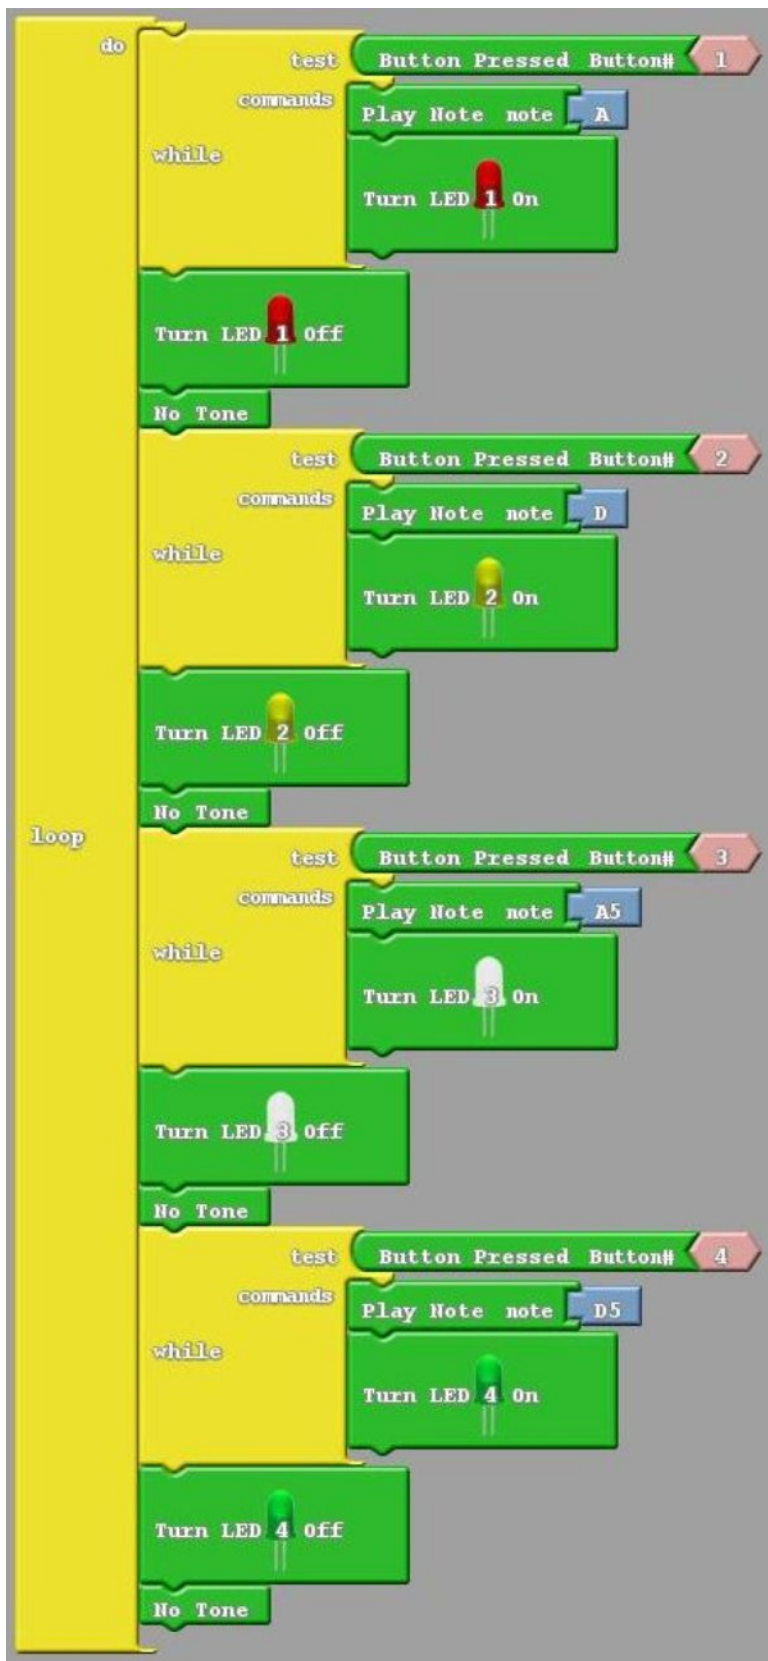 do
test Button Pressed Button# 1
commands
Play Note note A
while
Turn LED 1 On
Turn LED 1 Off
No Tone
test Button Pressed Button# 2
commands
Play Note note D
while
Turn LED 2 On
Turn LED 2 Off
No Tone
loop
test Button Pressed Button# 3
commands
Play Note note A5
while
Turn LED 3 On
Turn LED 3 Off
No Tone
test Button Pressed Button# 4
commands
Play Note note D5
while
Turn LED 4 On
Turn LED 4 Off
No Tone